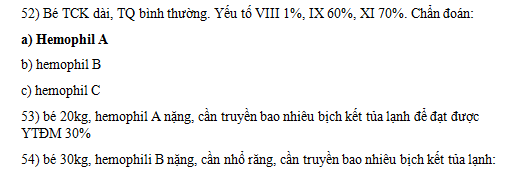 52) Bé TCK dài, TQ bình thường. Yếu tố VIII 1%, IX 60%, XI 70%. Chẩn đoán:
a) Hemophil A
b) hemophil B
c) hemophil C
53) bé 20kg, hemophil A nặng, cần truyền bao nhiêu bịch kết tủa lạnh để đạt được
YTĐM 30%
54) bé 30kg, hemophili B nặng, cần nhổ răng, cần truyền bao nhiêu bịch kết tủa lạnh: